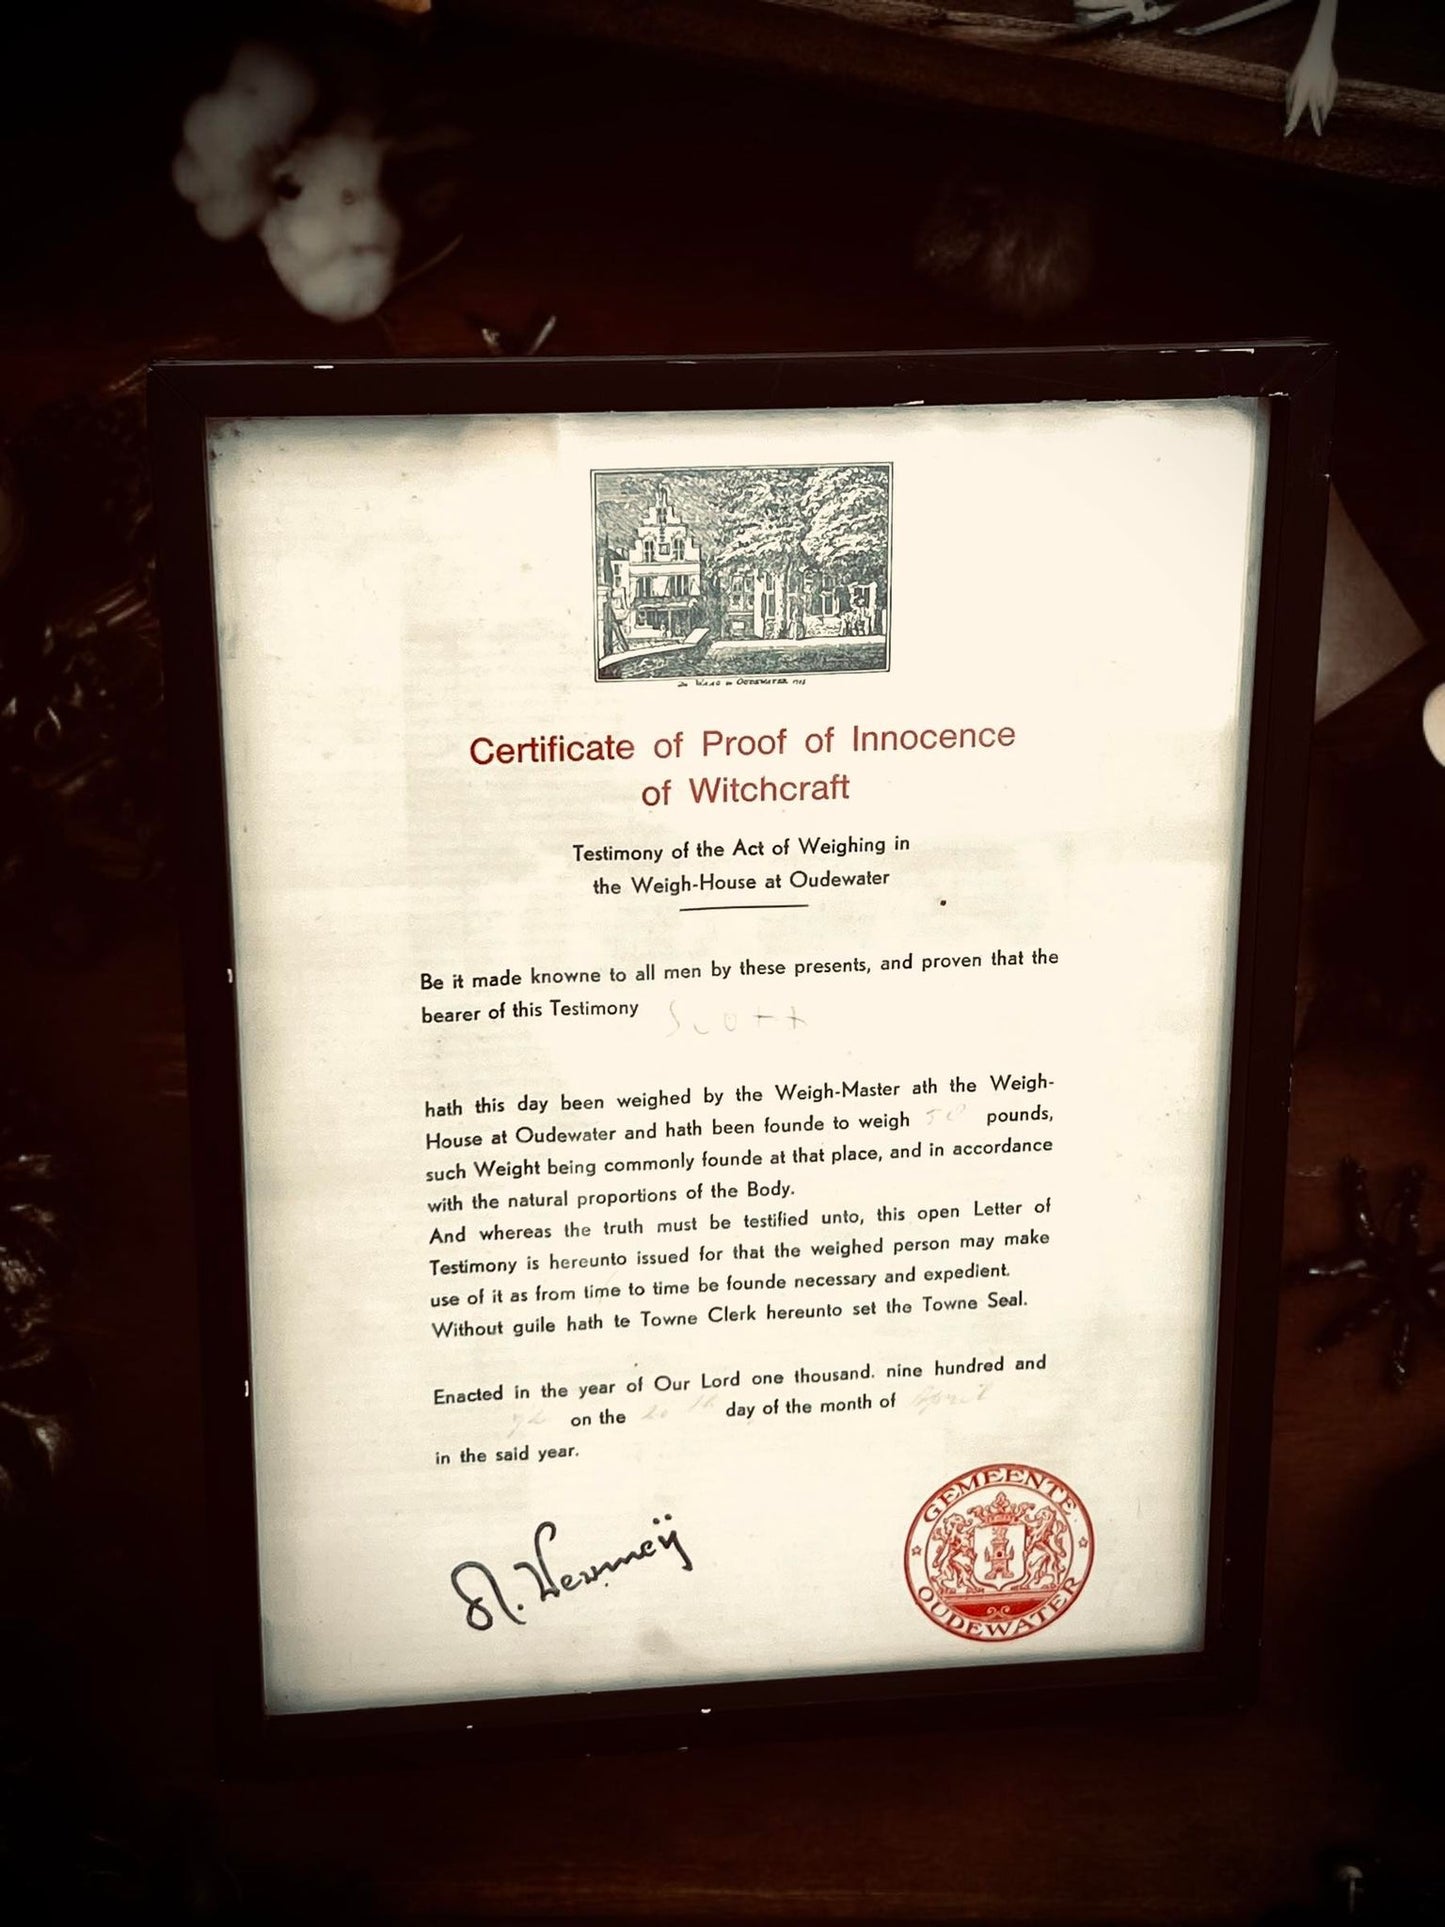 De Waag in Oudewater
Certificate of Proof of Innocence
of Witchcraft
Testimony of the Act of Weighing in
the Weigh-House at Oudewater
Be it made knowne to all men by these presents, and proven that the
bearer of this Testimony Scott
hath this day been weighed by the Weigh-Master ath the Weigh-
House at Oudewater and hath been founde to weigh 50 pounds,
such Weight being commonly founde at that place, and in accordance
with the natural proportions of the Body.
And whereas the truth must be testified unto, this open Letter of
Testimony is hereunto issued for that the weighed person may make
use of it as from time to time be founde necessary and expedient.
Without guile hath te Towne Clerk hereunto set the Towne Seal.
Enacted in the year of Our Lord one thousand. nine hundred and
on the 20th day of the month of April
in the said year.
GEMEENTE
OUDEWATER